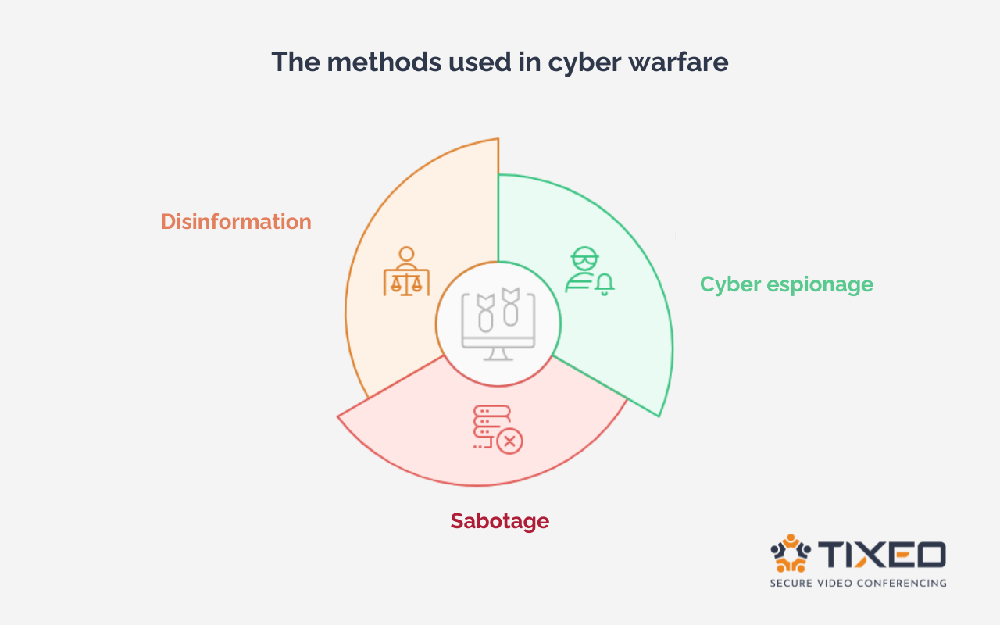 The methods used in cyber warfare
Disinformation
Cyber espionage
Sabotage
TIXEO
SECURE VIDEO CONFERENCING